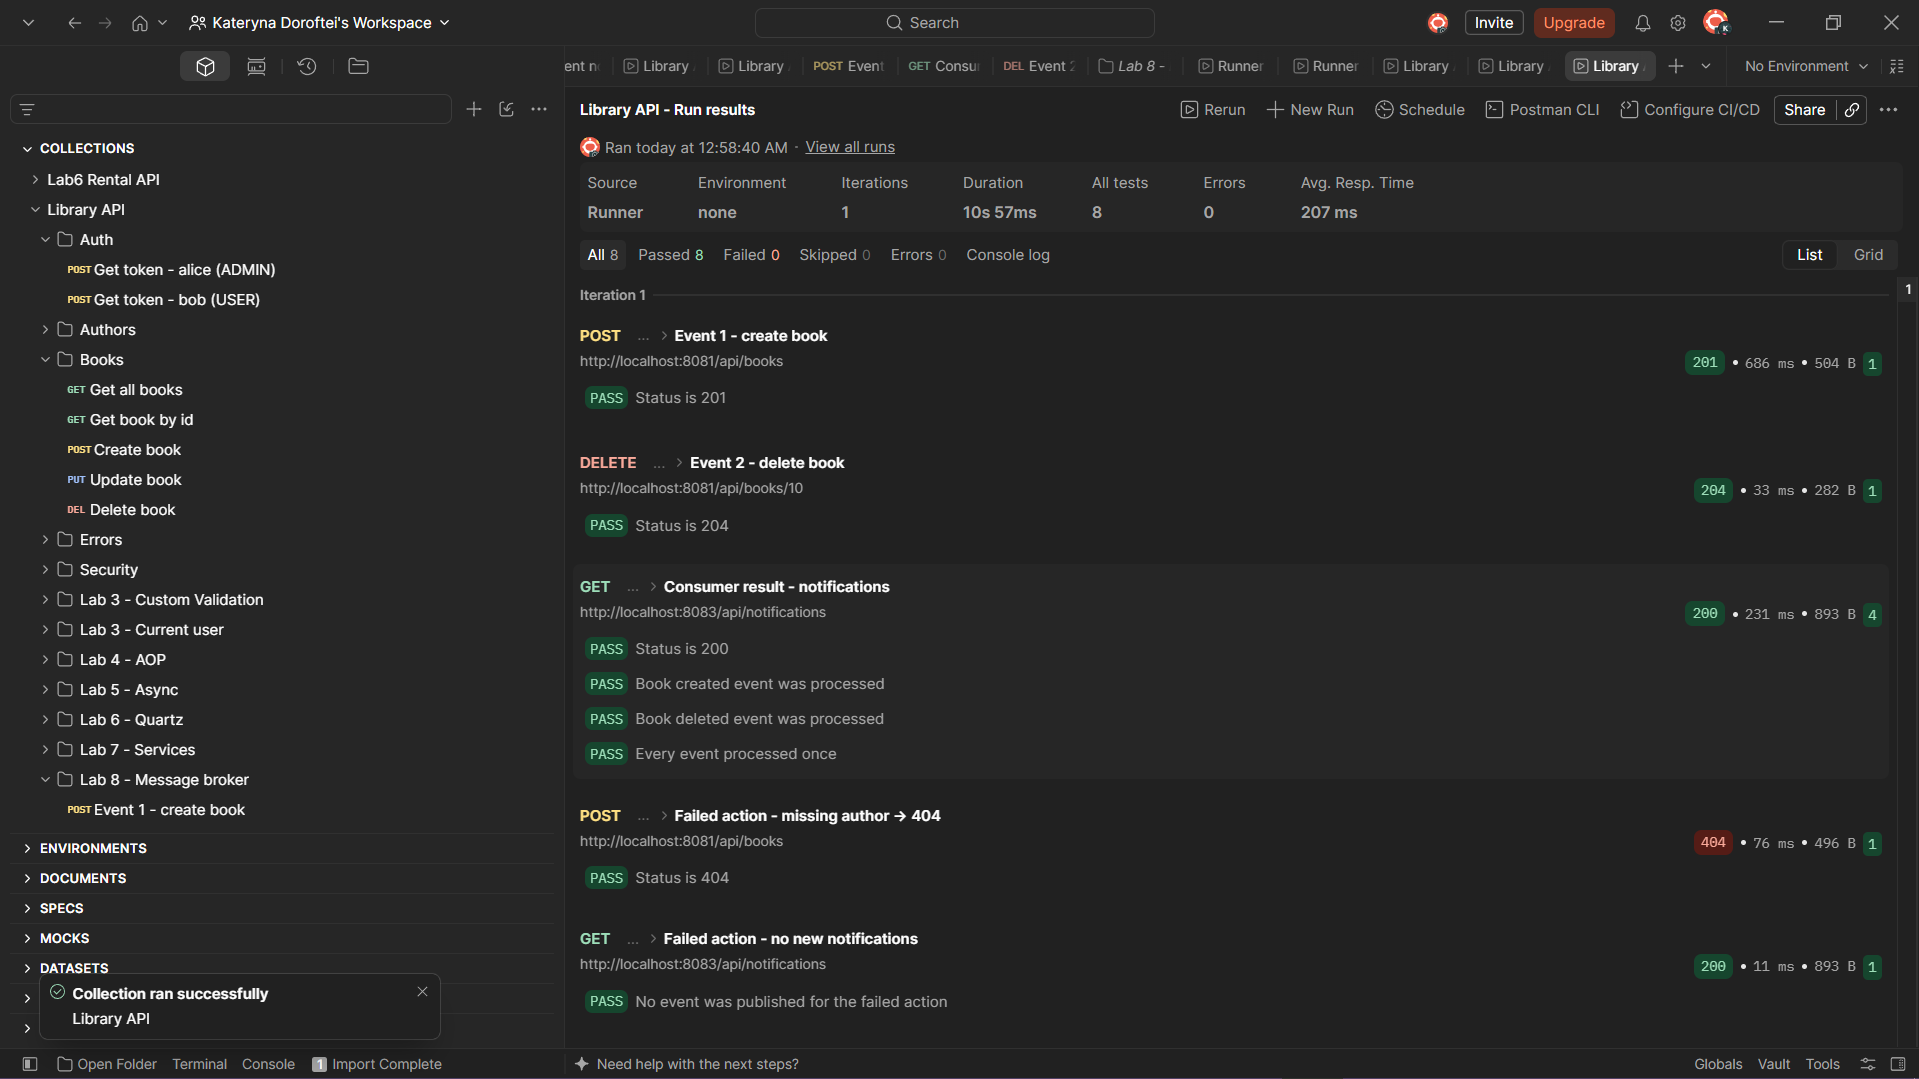 Kateryna Doroftei's Workspace
Search
Invite
Upgrade
K
ent n
Library
Library
POST Event
GET Consu
DEL Event 2
Lab 8 -
Runner
Runner
Library
Library
Library
No Environment
Library API - Run results
Rerun
New Run
Schedule
Postman CLI
Configure CI/CD
Share
COLLECTIONS
Lab6 Rental API
Library API
Auth
POST Get token - alice (ADMIN)
POST Get token - bob (USER)
Authors
Books
GET Get all books
GET Get book by id
POST Create book
PUT Update book
DEL Delete book
Errors
Security
Lab 3 - Custom Validation
Lab 3 - Current user
Lab 4 - AOP
Lab 5 - Async
Lab 6 - Quartz
Lab 7 - Services
Lab 8 - Message broker
POST Event 1 - create book
ENVIRONMENTS
DOCUMENTS
SPECS
MOCKS
DATASETS
Collection ran successfully
Library API
Ran today at 12:58:40 AM · View all runs
Source Environment Iterations Duration All tests Errors Avg. Resp. Time
Runner none 1 10s 57ms 8 0 207 ms
All 8 Passed 8 Failed 0 Skipped 0 Errors 0 Console log
List Grid
Iteration 1
1
POST ... > Event 1 - create book
http://localhost:8081/api/books
201 • 686 ms • 504 B 1
PASS Status is 201
DELETE ... > Event 2 - delete book
http://localhost:8081/api/books/10
204 • 33 ms • 282 B 1
PASS Status is 204
GET ... > Consumer result - notifications
http://localhost:8083/api/notifications
200 • 231 ms • 893 B 4
PASS Status is 200
PASS Book created event was processed
PASS Book deleted event was processed
PASS Every event processed once
POST ... > Failed action - missing author → 404
http://localhost:8081/api/books
404 • 76 ms • 496 B 1
PASS Status is 404
GET ... > Failed action - no new notifications
http://localhost:8083/api/notifications
200 • 11 ms • 893 B 1
PASS No event was published for the failed action
Open Folder Terminal Console 1 Import Complete
Need help with the next steps?
Globals Vault Tools